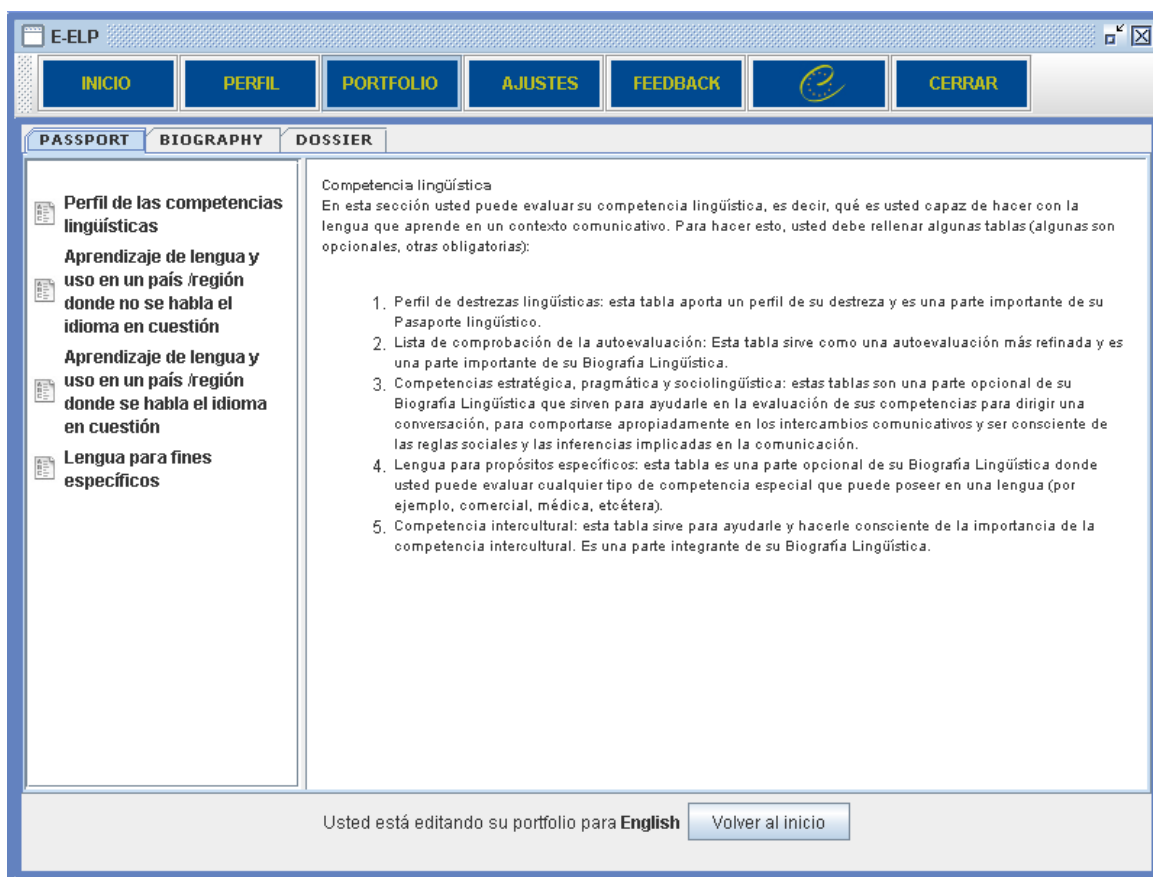 E-ELP
INICIO PERFIL PORTFOLIO AJUSTES FEEDBACK CERRAR
PASSPORT BIOGRAPHY DOSSIER
Perfil de las competencias
lingüísticas
Aprendizaje de lengua y
uso en un país /región
donde no se habla el
idioma en cuestión
Aprendizaje de lengua y
uso en un país /región
donde se habla el idioma
en cuestión
Lengua para fines
específicos
Competencia lingüística
En esta sección usted puede evaluar su competencia lingüística, es decir, qué es usted capaz de hacer con la
lengua que aprende en un contexto comunicativo. Para hacer esto, usted debe rellenar algunas tablas (algunas son
opcionales, otras obligatorias):
1. Perfil de destrezas lingüísticas: esta tabla aporta un perfil de su destreza y es una parte importante de su
Pasaporte lingüístico.
2. Lista de comprobación de la autoevaluación: Esta tabla sirve como una autoevaluación más refinada y es
una parte importante de su Biografía Lingüística.
3. Competencias estratégica, pragmática y sociolingüística: estas tablas son una parte opcional de su
Biografía Lingüística que sirven para ayudarle en la evaluación de sus competencias para dirigir una
conversación, para comportarse apropiadamente en los intercambios comunicativos y ser consciente de
las reglas sociales y las inferencias implicadas en la comunicación.
4. Lengua para propósitos específicos: esta tabla es una parte opcional de su Biografía Lingüística donde
usted puede evaluar cualquier tipo de competencia especial que puede poseer en una lengua (por
ejemplo, comercial, médica, etcétera).
5. Competencia intercultural: esta tabla sirve para ayudarle y hacerle consciente de la importancia de la
competencia intercultural. Es una parte integrante de su Biografía Lingüística.
Usted está editando su portfolio para English Volver al inicio